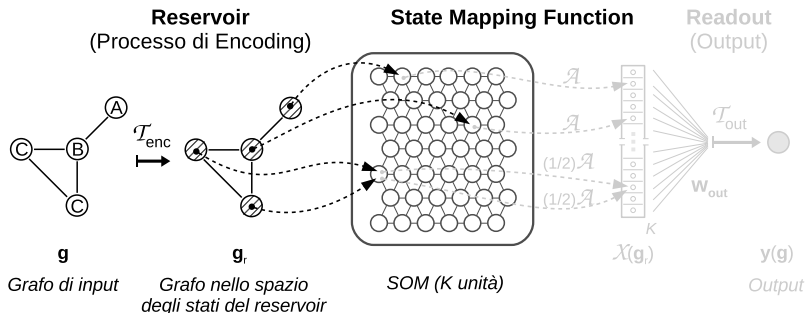 Reservoir
(Processo di Encoding)
State Mapping Function
Readout
(Output)
A
C
B
C
𝒯enc
𝒜
𝒜
(1/2)𝒜
(1/2)𝒜
𝒯out
wout
K
g
gr
𝒳(gr)
y(g)
Grafo di input
Grafo nello spazio
degli stati del reservoir
SOM (K unità)
Output